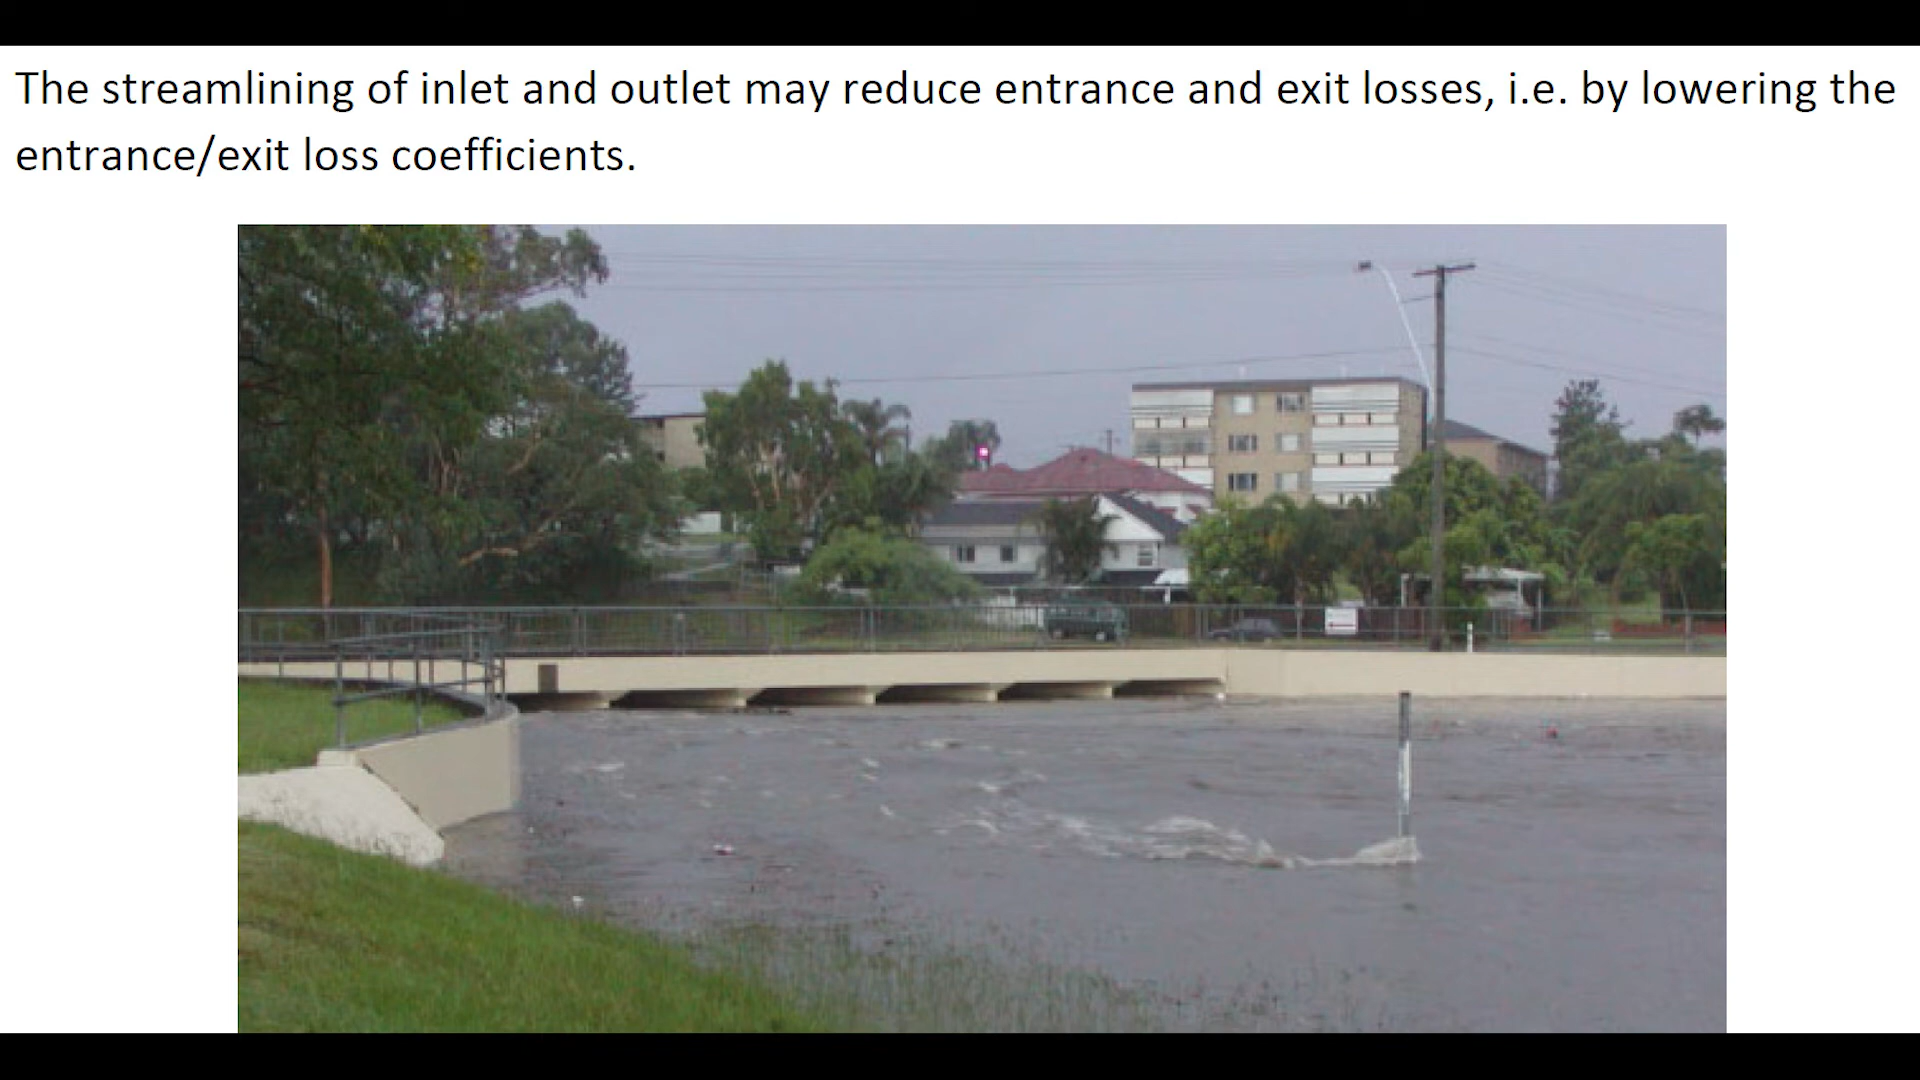 The streamlining of inlet and outlet may reduce entrance and exit losses, i.e. by lowering the
entrance/exit loss coefficients.